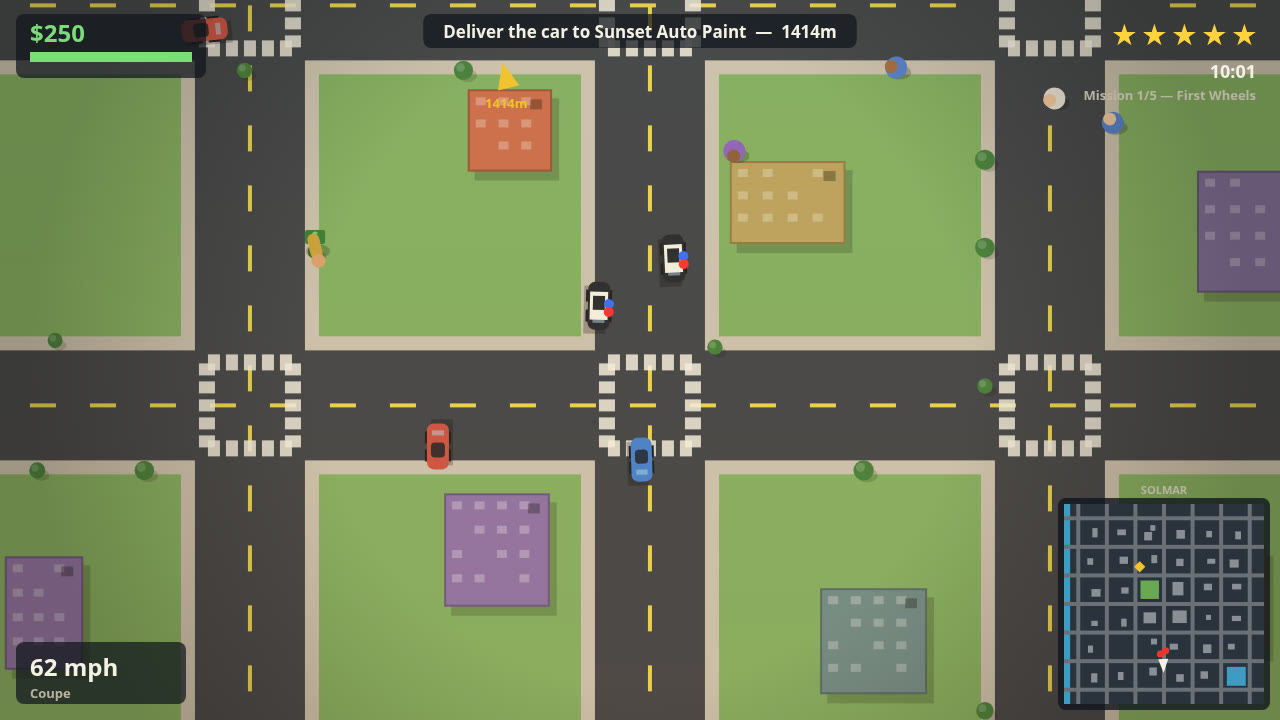 $250
Deliver the car to Sunset Auto Paint — 1414m
10:01
Mission 1/5 — First Wheels
1414m
SOLMAR
62 mph
Coupe